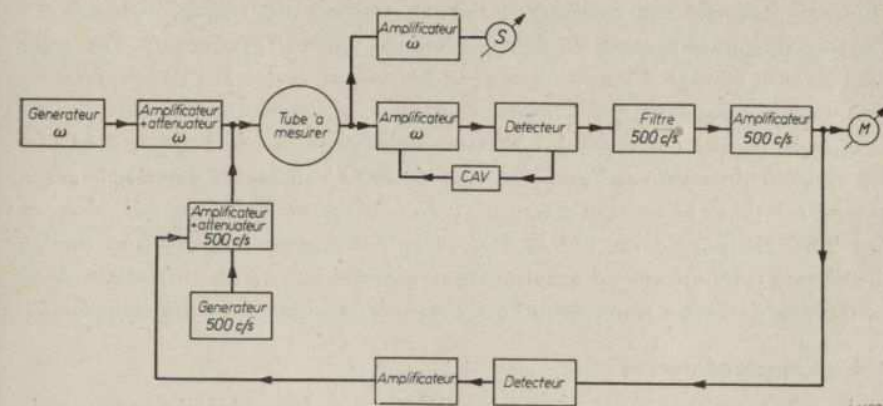 Amplificateur
ω
S
Generateur
ω
Amplificateur
+attenuateur
ω
Tube à
mesurer
Amplificateur
ω
Detecteur
Filtre
500 c/s
Amplificateur
500 c/s
M
CAV
Amplificateur
+attenuateur
500 c/s
Generateur
500 c/s
Amplificateur
Detecteur